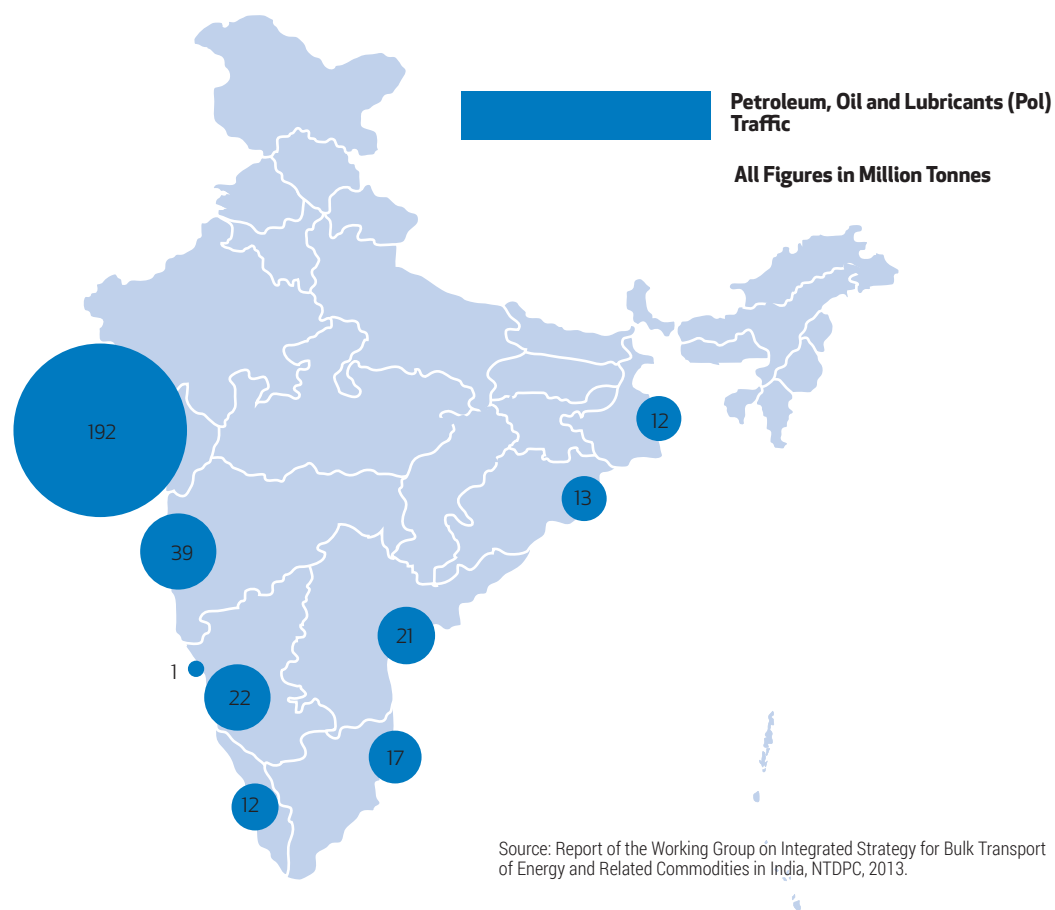 Petroleum, Oil and Lubricants (Pol)
Traffic
All Figures in Million Tonnes
192
12
13
39
21
1
22
17
12
Source: Report of the Working Group on Integrated Strategy for Bulk Transport
of Energy and Related Commodities in India, NTDPC, 2013.